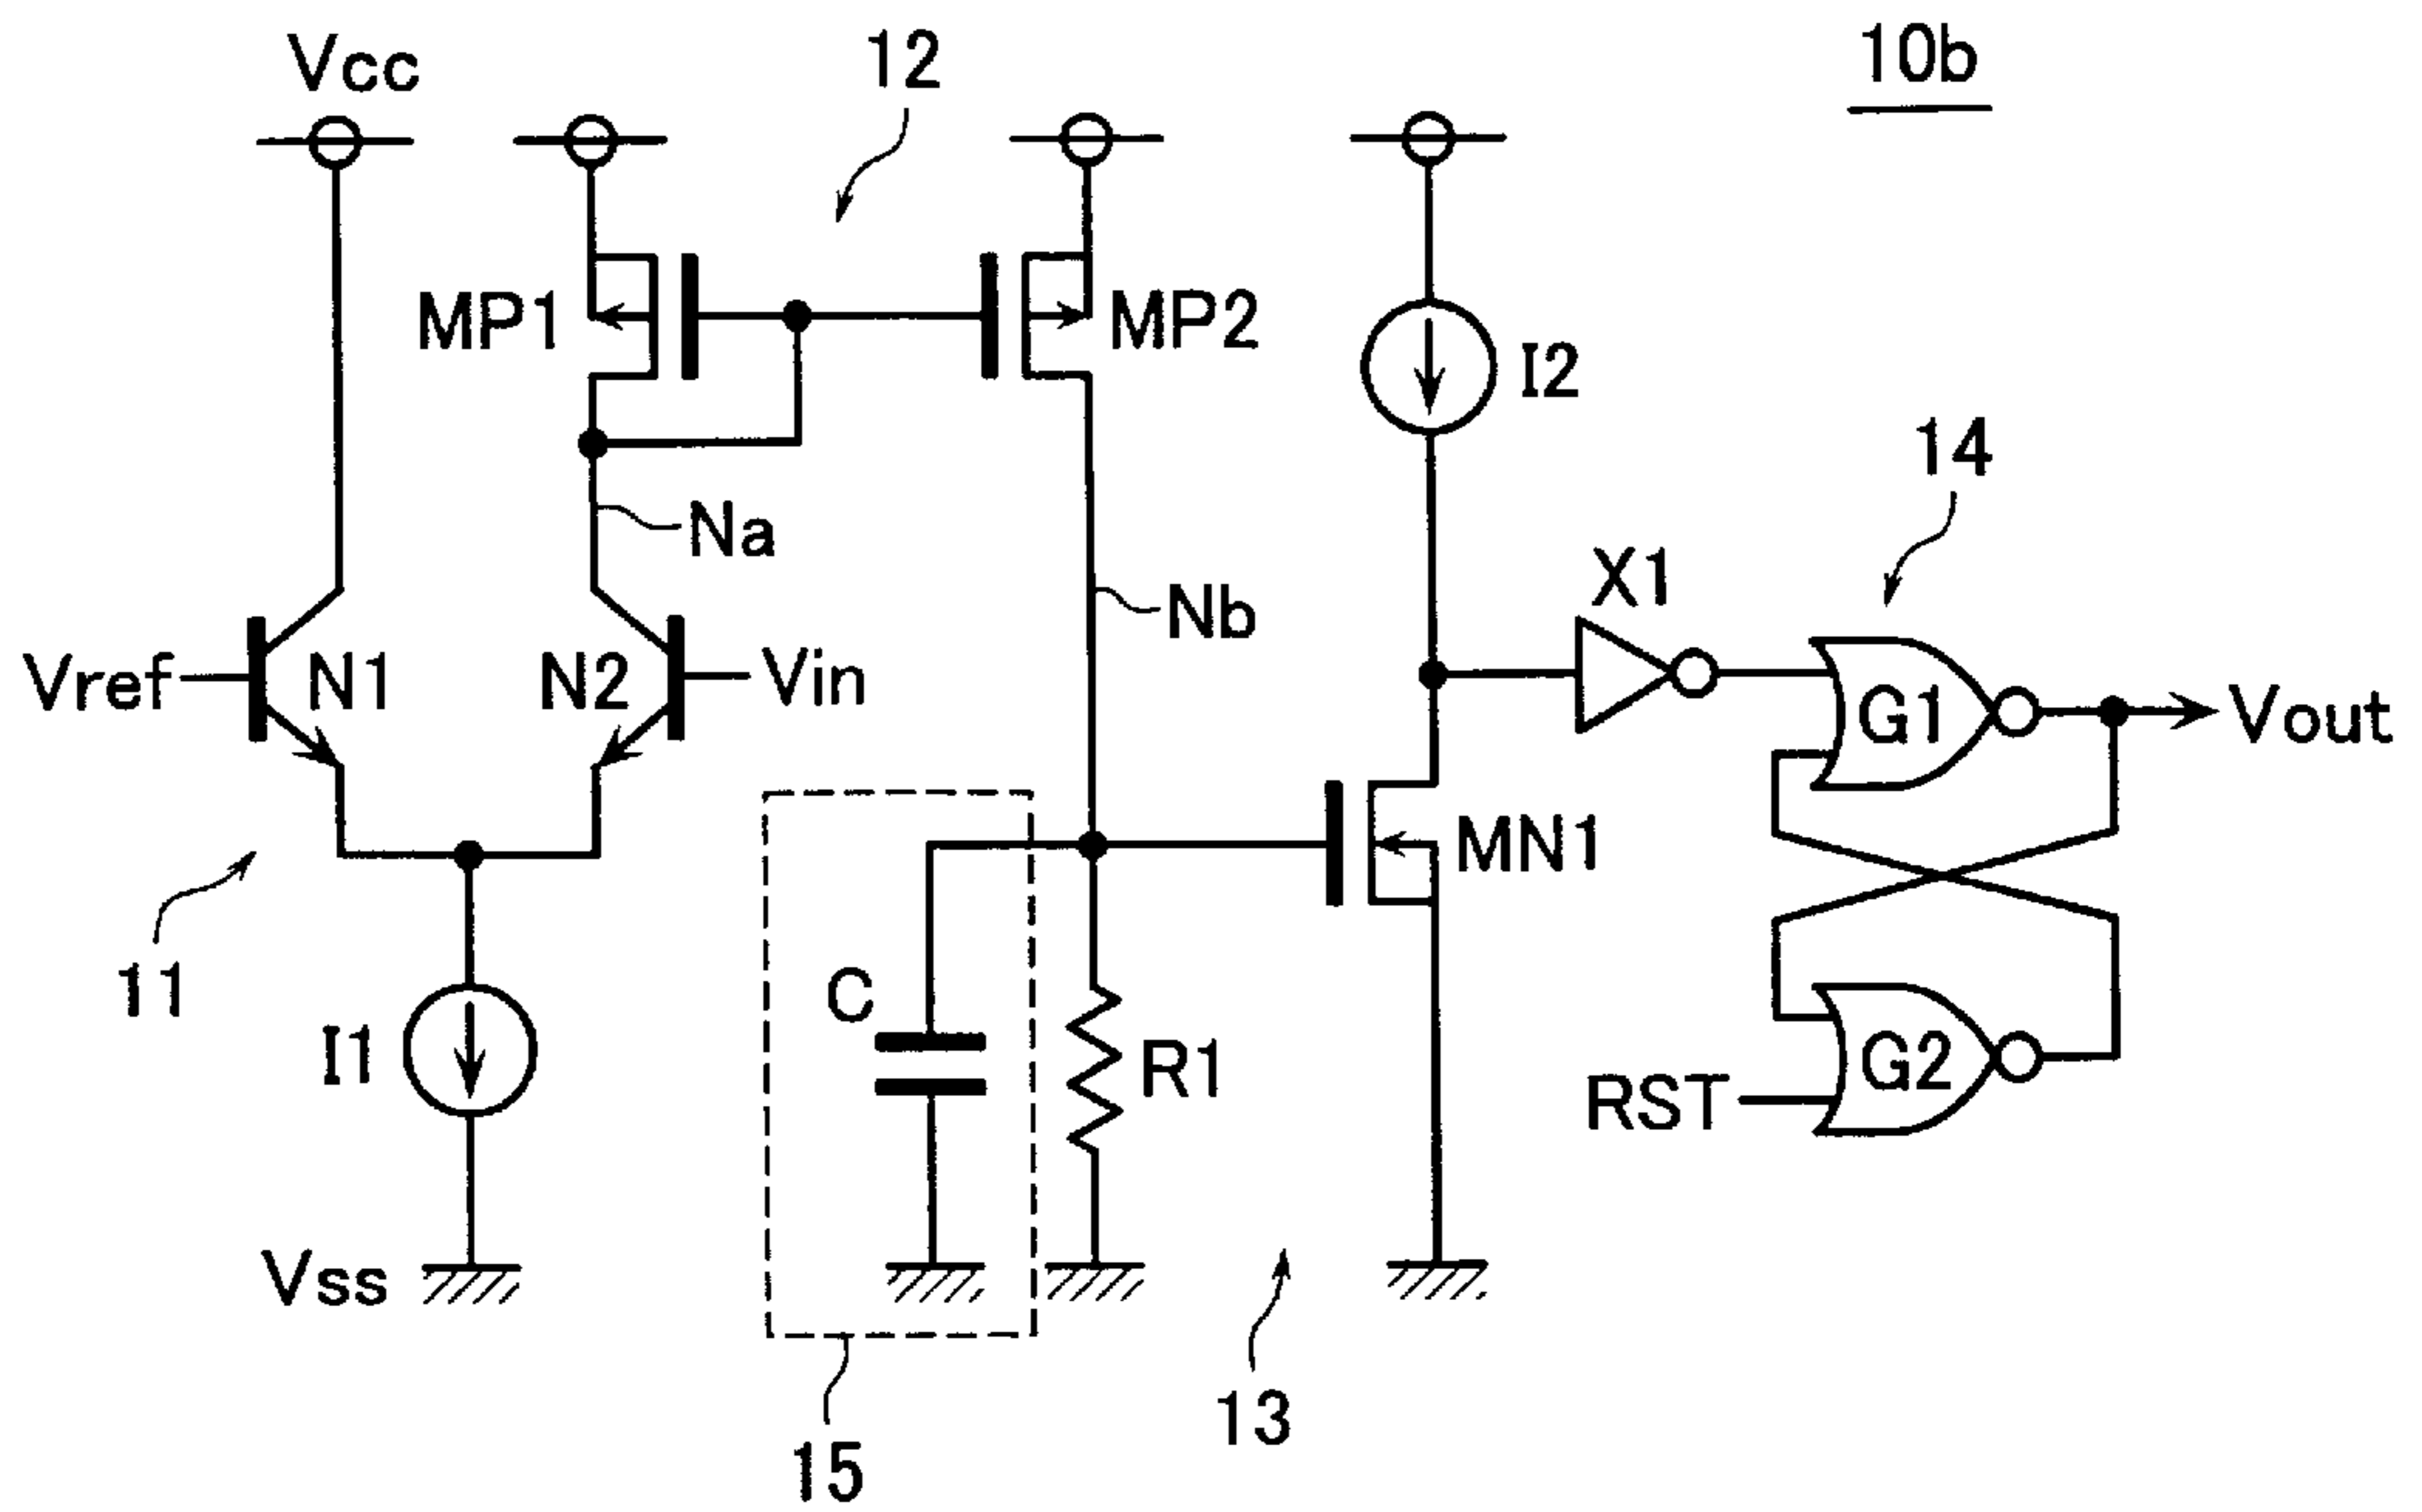 10b
Vcc
12
MP1
MP2
I2
14
Na
Nb
X1
Vref
N1
N2
Vin
G1
Vout
MN1
11
C
I1
R1
G2
RST
Vss
13
15